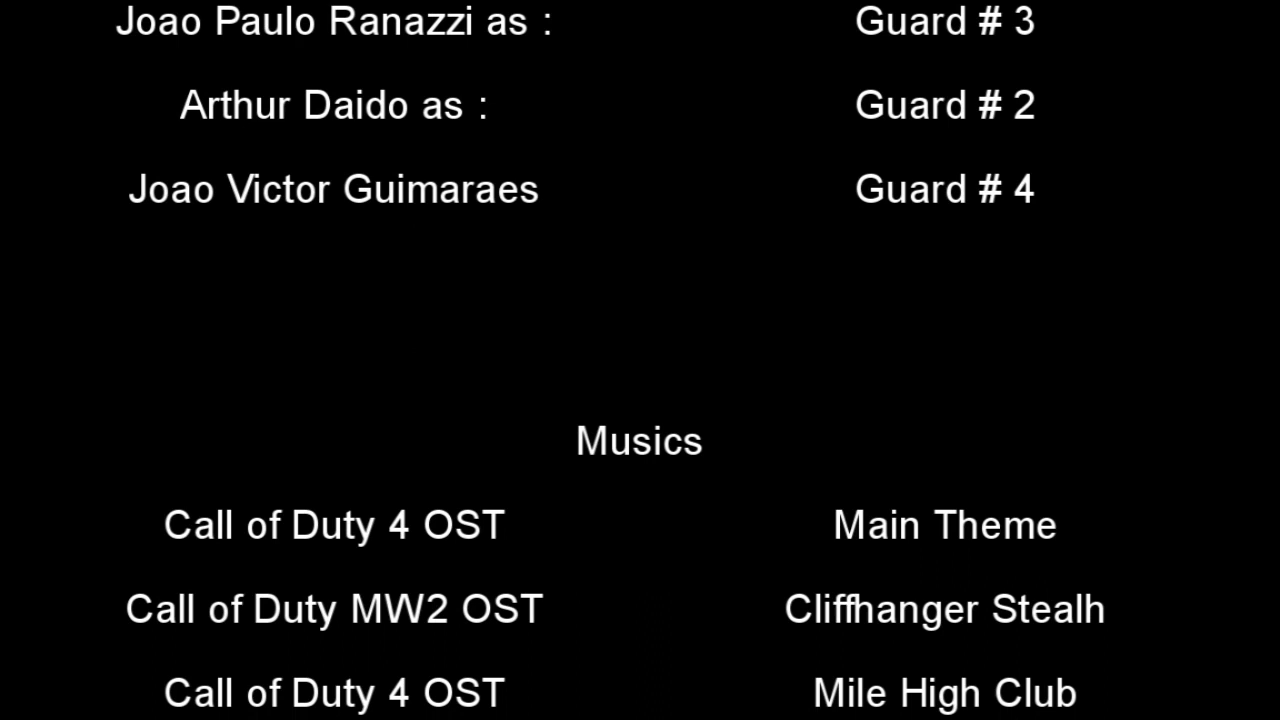 Joao Paulo Ranazzi as : Guard # 3
Arthur Daido as : Guard # 2
Joao Victor Guimaraes Guard # 4
Musics
Call of Duty 4 OST Main Theme
Call of Duty MW2 OST Cliffhanger Stealh
Call of Duty 4 OST Mile High Club